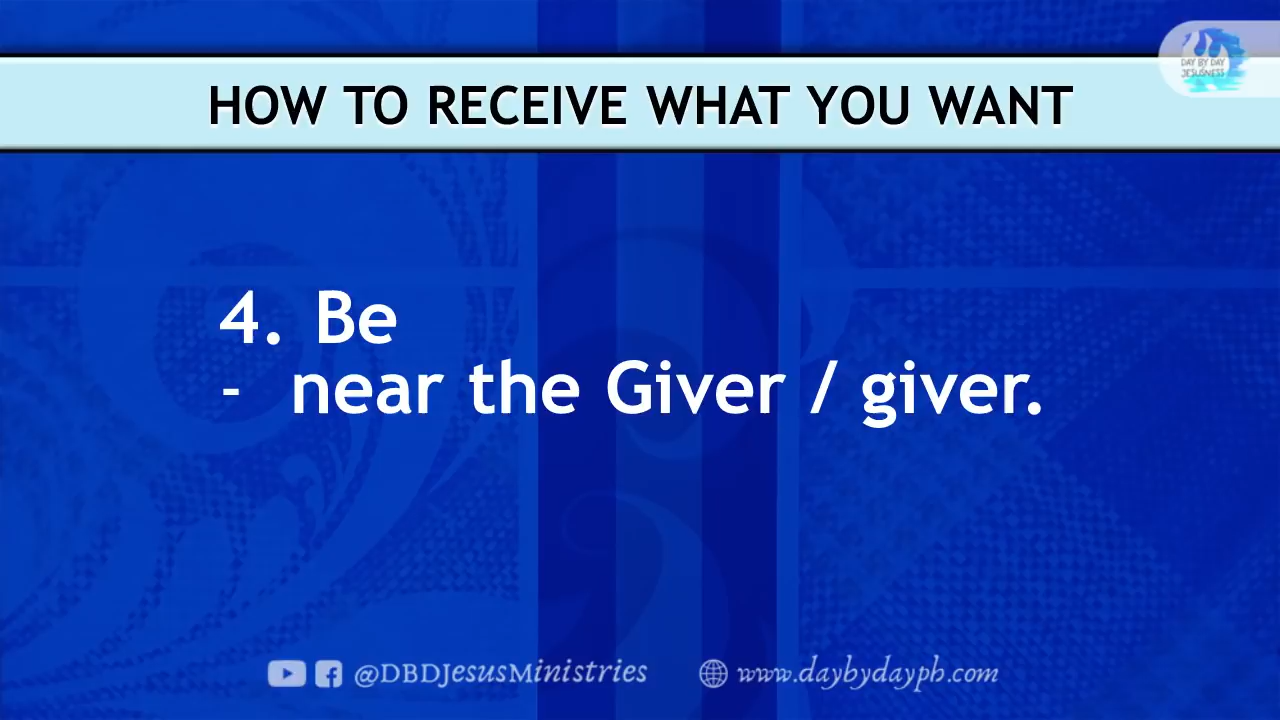 DAY BY DAY
JESUSNESS
HOW TO RECEIVE WHAT YOU WANT
4. Be
- near the Giver / giver.
@DBDJesusMinistries www.daybydayph.com